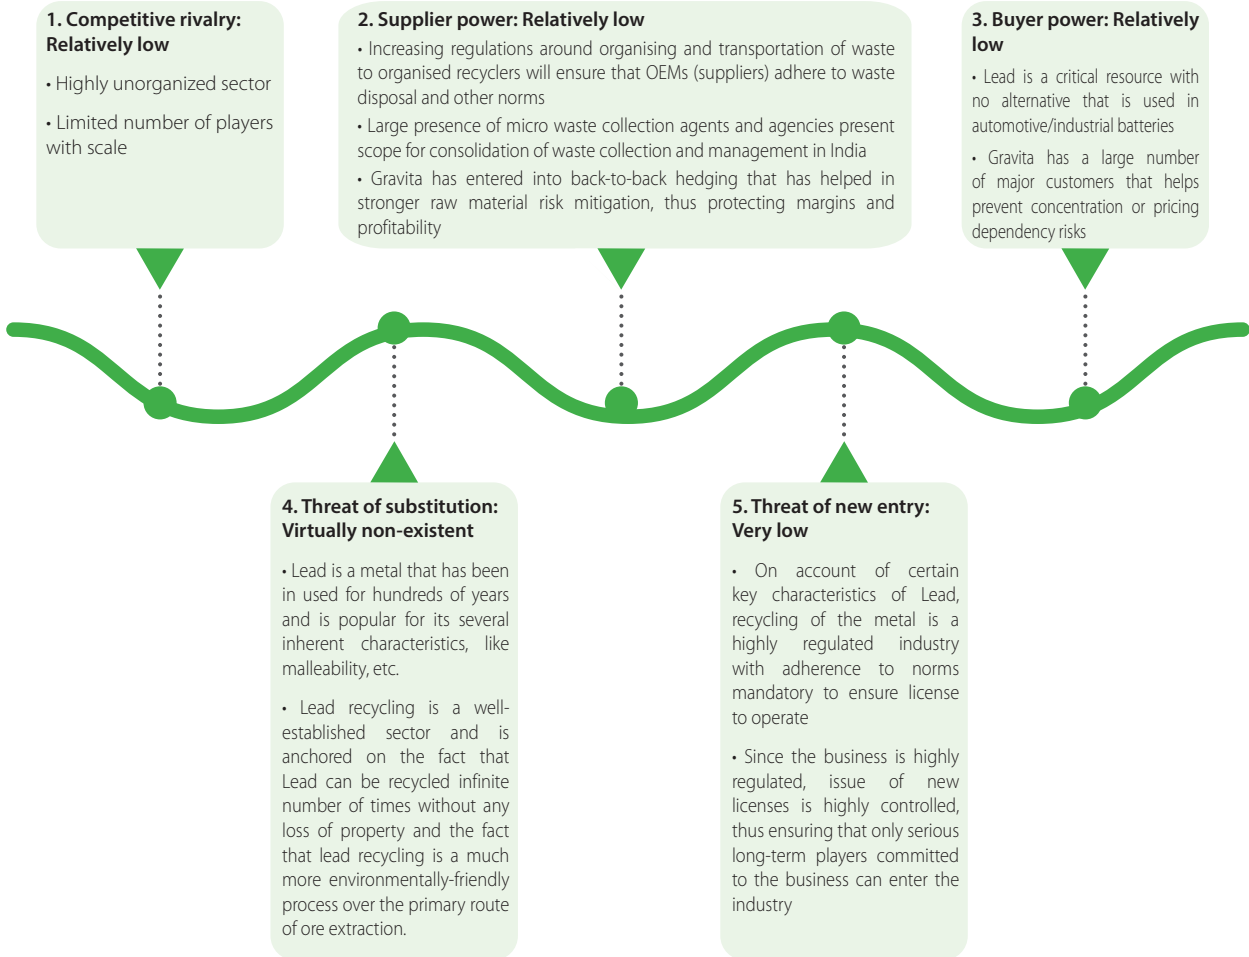 1. Competitive rivalry:
Relatively low
• Highly unorganized sector
• Limited number of players
with scale
2. Supplier power: Relatively low
• Increasing regulations around organising and transportation of waste
to organised recyclers will ensure that OEMs (suppliers) adhere to waste
disposal and other norms
• Large presence of micro waste collection agents and agencies present
scope for consolidation of waste collection and management in India
• Gravita has entered into back-to-back hedging that has helped in
stronger raw material risk mitigation, thus protecting margins and
profitability
3. Buyer power: Relatively
low
• Lead is a critical resource with
no alternative that is used in
automotive/industrial batteries
• Gravita has a large number
of major customers that helps
prevent concentration or pricing
dependency risks
4. Threat of substitution:
Virtually non-existent
• Lead is a metal that has been
in used for hundreds of years
and is popular for its several
inherent characteristics, like
malleability, etc.
• Lead recycling is a well-
established sector and is
anchored on the fact that
Lead can be recycled infinite
number of times without any
loss of property and the fact
that lead recycling is a much
more environmentally-friendly
process over the primary route
of ore extraction.
5. Threat of new entry:
Very low
• On account of certain
key characteristics of Lead,
recycling of the metal is a
highly regulated industry
with adherence to norms
mandatory to ensure license
to operate
• Since the business is highly
regulated, issue of new
licenses is highly controlled,
thus ensuring that only serious
long-term players committed
to the business can enter the
industry